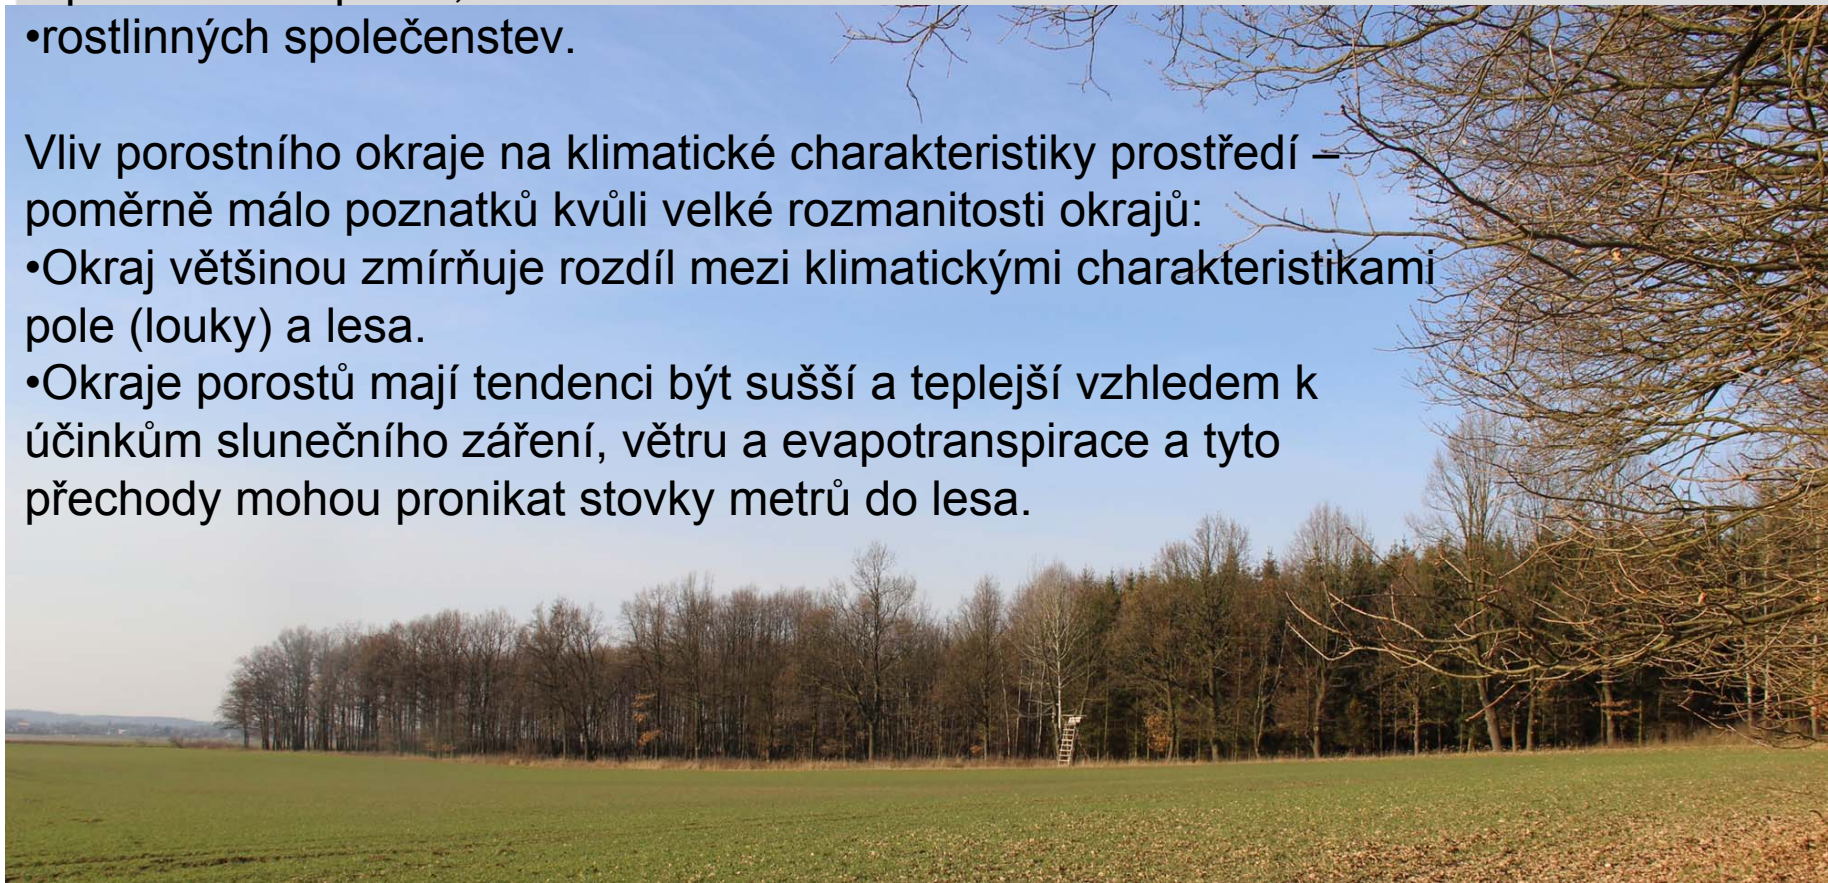 •rostlinných společenstev.
Vliv porostního okraje na klimatické charakteristiky prostředí –
poměrně málo poznatků kvůli velké rozmanitosti okrajů:
•Okraj většinou zmírňuje rozdíl mezi klimatickými charakteristikami
pole (louky) a lesa.
•Okraje porostů mají tendenci být sušší a teplejší vzhledem k
účinkům slunečního záření, větru a evapotranspirace a tyto
přechody mohou pronikat stovky metrů do lesa.